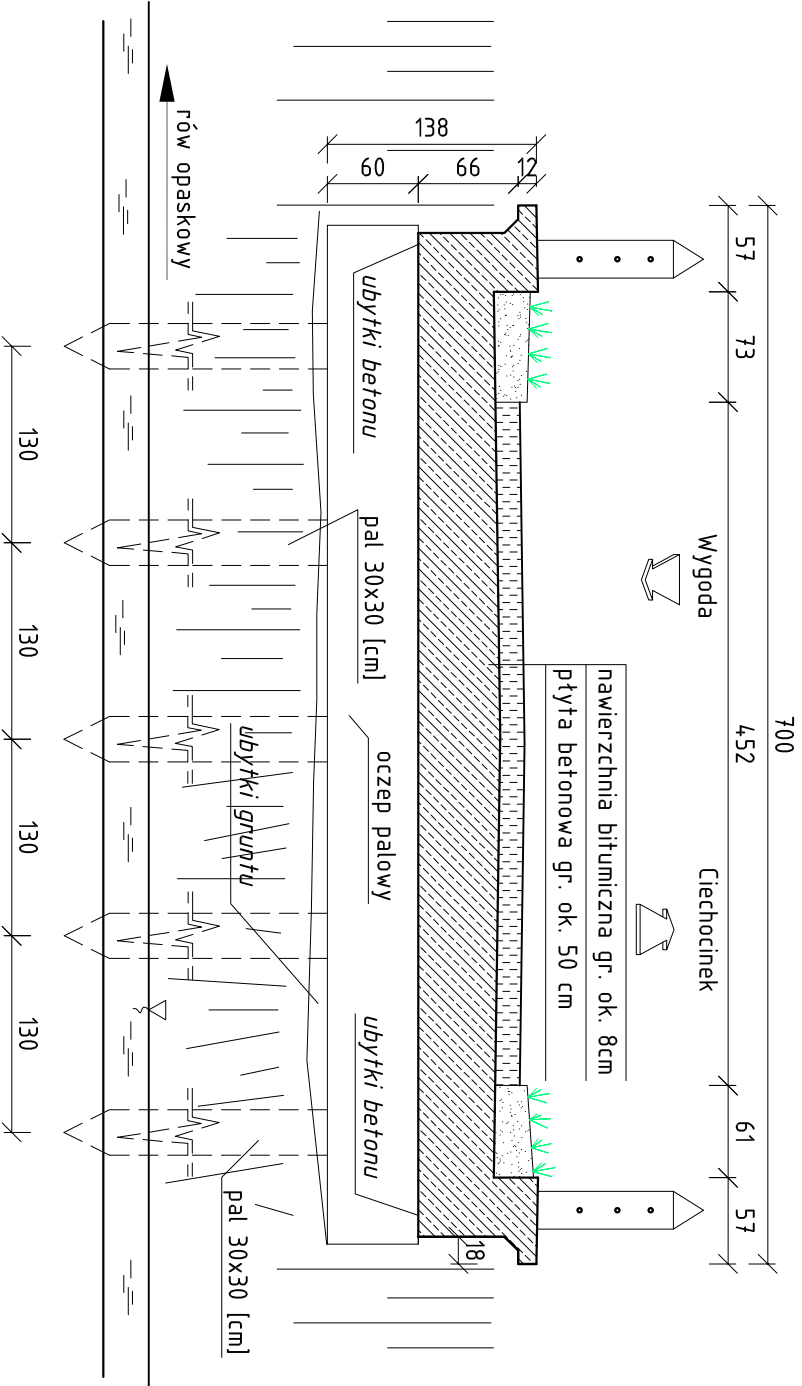 700
57
73
452
61
57
Wygoda
Ciechocinek
nawierzchnia bitumiczna gr. ok. 8cm
płyta betonowa gr. ok. 50 cm
138
12
66
60
18
ubytki betonu
oczep palowy
ubytki betonu
pal 30x30 [cm]
ubytki gruntu
pal 30x30 [cm]
rów opaskowy
130
130
130
130